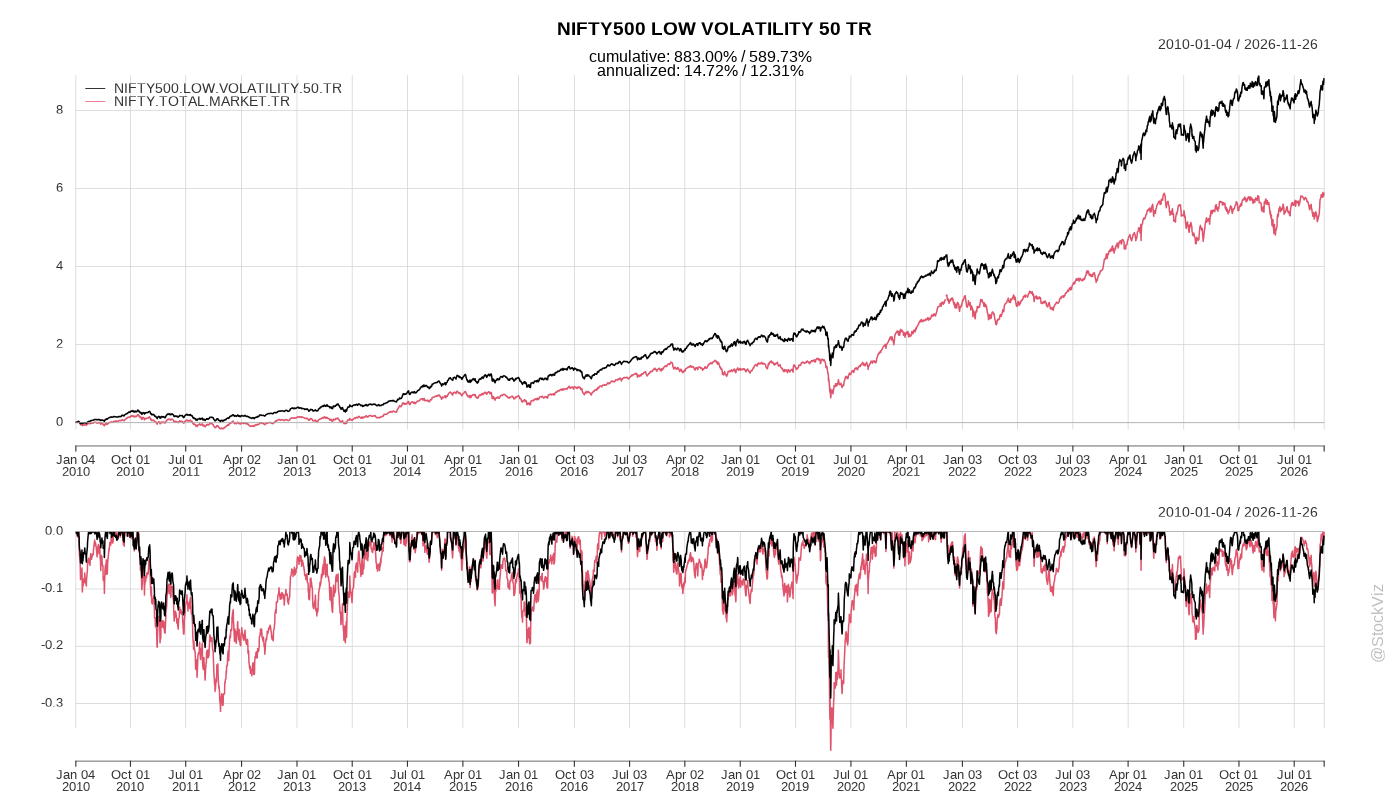 NIFTY500 LOW VOLATILITY 50 TR
cumulative: 883.00% / 589.73%
annualized: 14.72% / 12.31%
2010-01-04 / 2026-11-26
NIFTY500.LOW.VOLATILITY.50.TR
NIFTY.TOTAL.MARKET.TR
8
6
4
2
0
Jan 04 Oct 01 Jul 01 Apr 02 Jan 01 Oct 01 Jul 01 Apr 01 Jan 01 Oct 03 Jul 03 Apr 02 Jan 01 Oct 01 Jul 01 Apr 01 Jan 03 Oct 03 Jul 03 Apr 01 Jan 01 Oct 01 Jul 01
2010 2010 2011 2012 2013 2013 2014 2015 2016 2016 2017 2018 2019 2019 2020 2021 2022 2022 2023 2024 2025 2025 2026
2010-01-04 / 2026-11-26
0.0
-0.1
-0.2
-0.3
Jan 04 Oct 01 Jul 01 Apr 02 Jan 01 Oct 01 Jul 01 Apr 01 Jan 01 Oct 03 Jul 03 Apr 02 Jan 01 Oct 01 Jul 01 Apr 01 Jan 03 Oct 03 Jul 03 Apr 01 Jan 01 Oct 01 Jul 01
2010 2010 2011 2012 2013 2013 2014 2015 2016 2016 2017 2018 2019 2019 2020 2021 2022 2022 2023 2024 2025 2025 2026
@StockViz